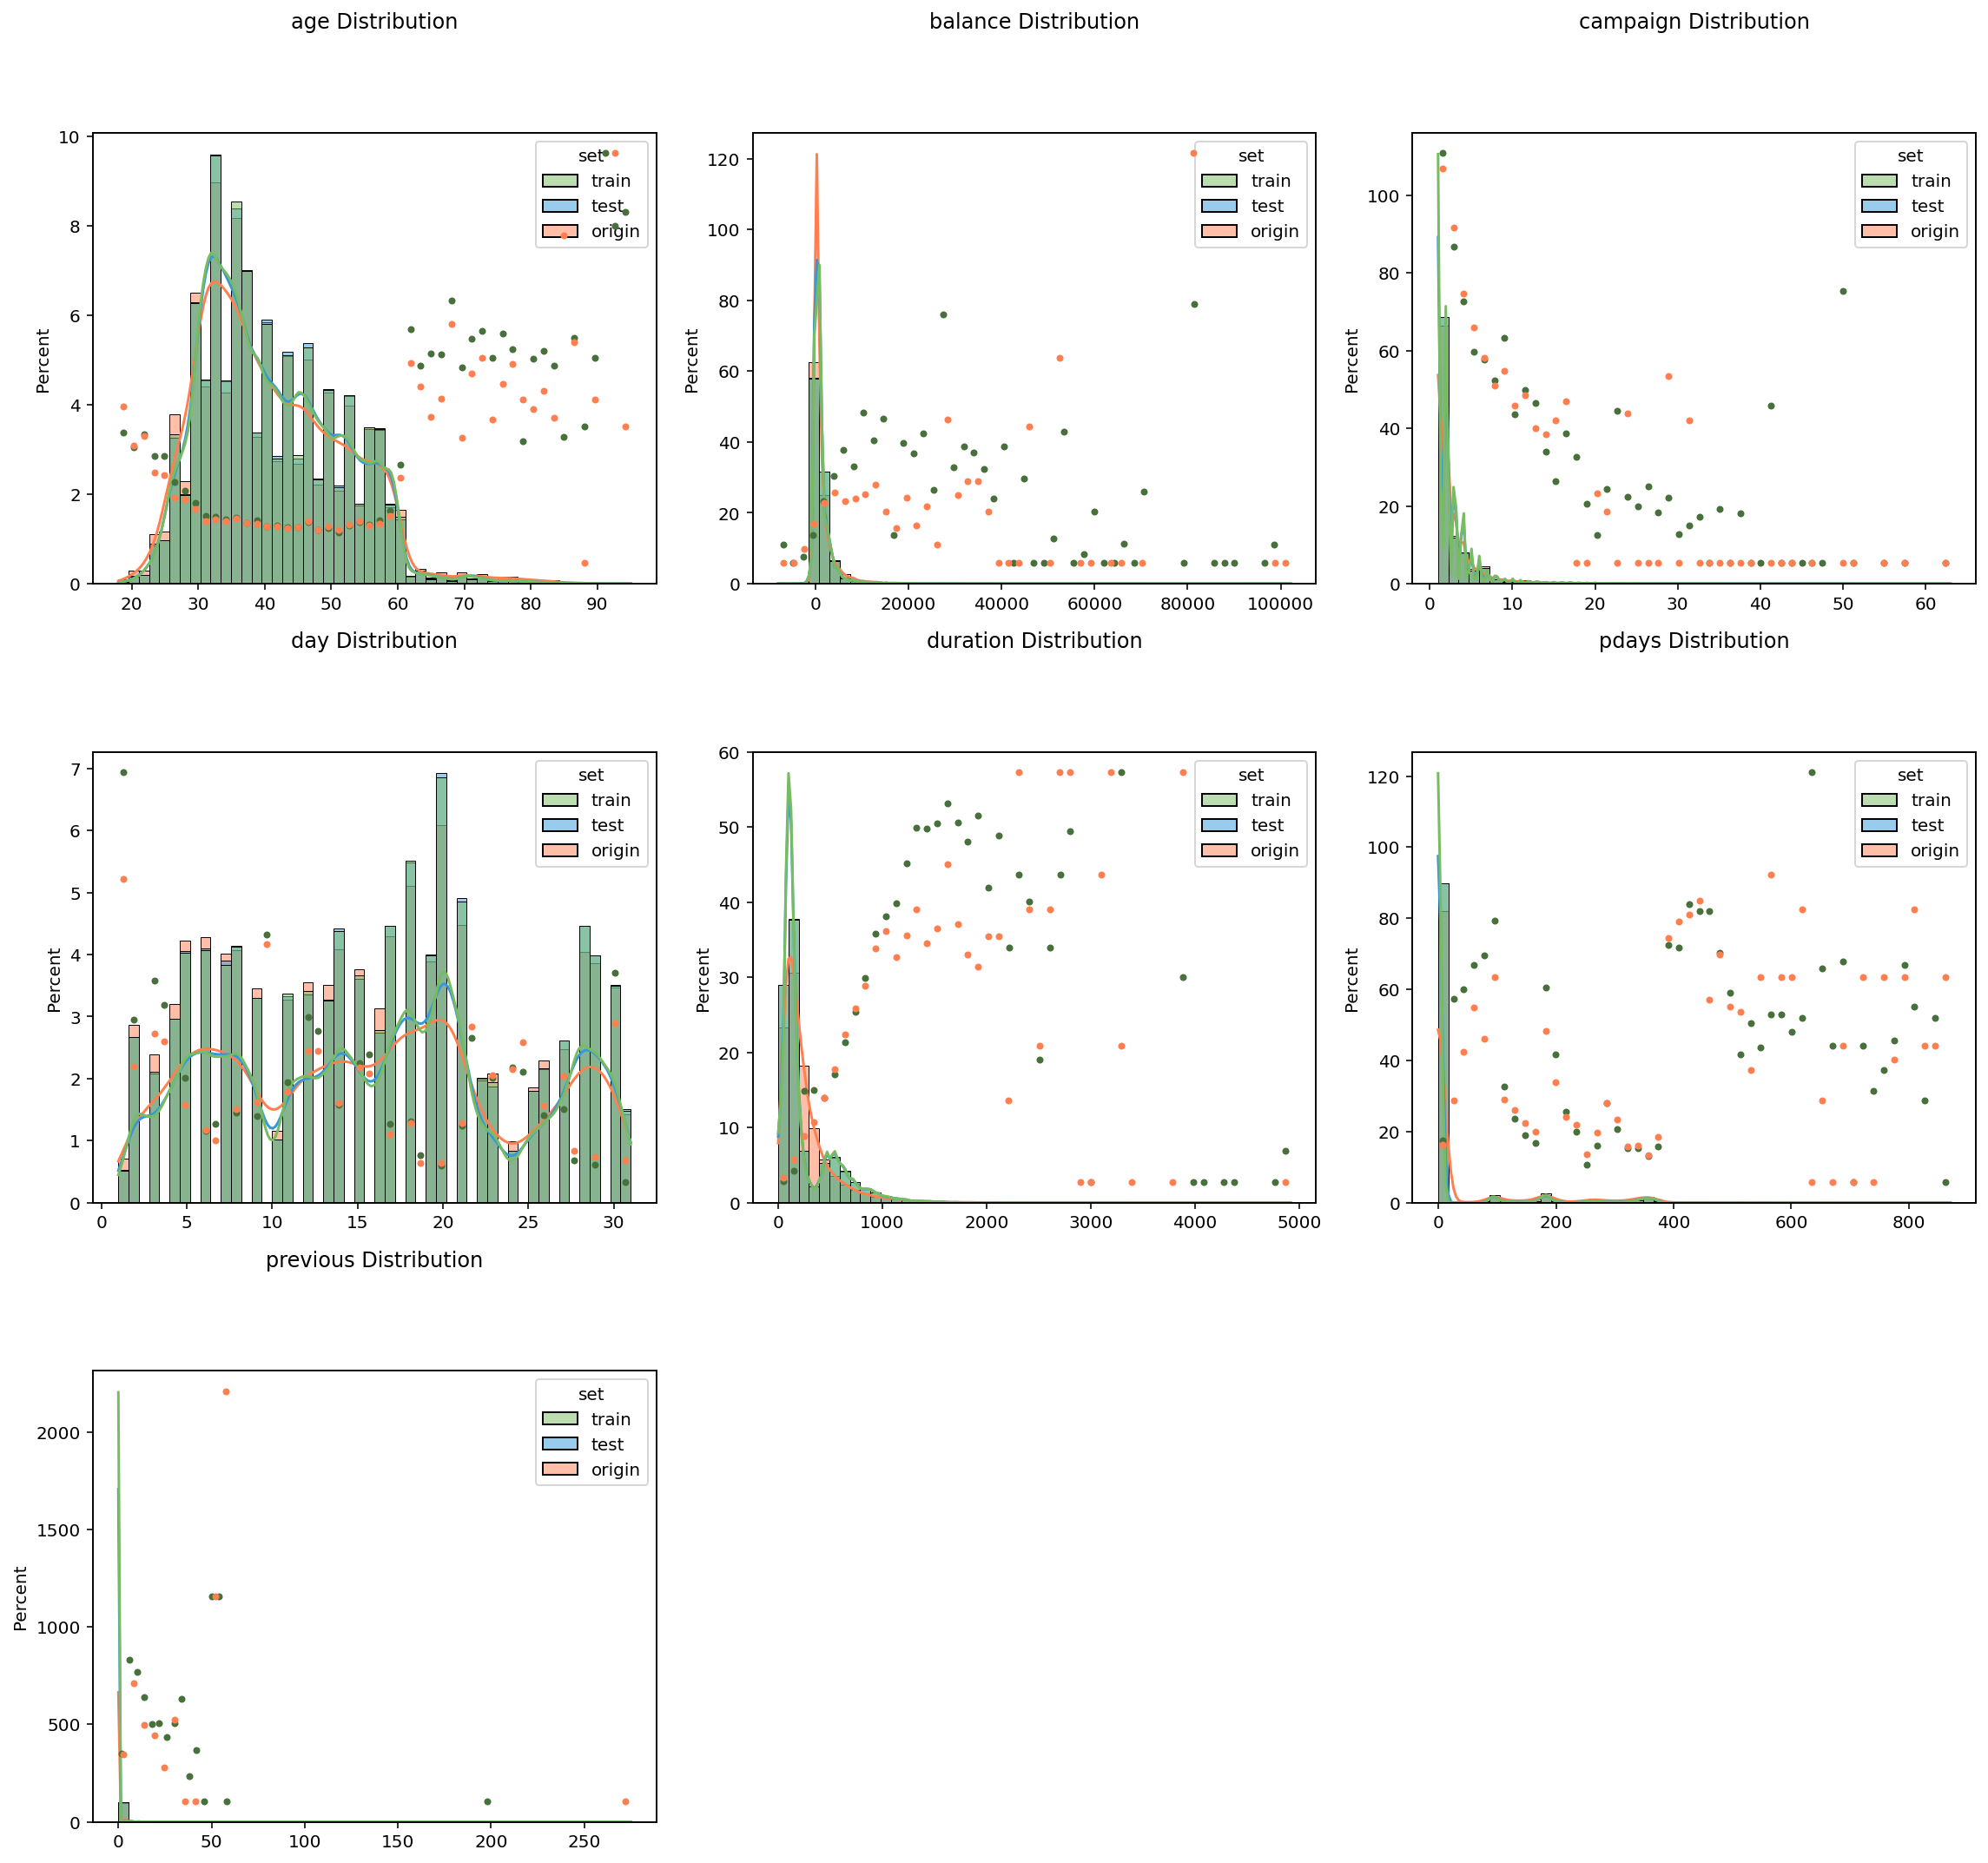 age Distribution
balance Distribution
campaign Distribution
Percent
10
8
6
4
2
0
20 30 40 50 60 70 80 90
set
train
test
origin
Percent
120
100
80
60
40
20
0
0 20000 40000 60000 80000 100000
set
train
test
origin
Percent
100
80
60
40
20
0
0 10 20 30 40 50 60
set
train
test
origin
day Distribution
duration Distribution
pdays Distribution
Percent
7
6
5
4
3
2
1
0
0 5 10 15 20 25 30
set
train
test
origin
Percent
60
50
40
30
20
10
0
0 1000 2000 3000 4000 5000
set
train
test
origin
Percent
120
100
80
60
40
20
0
0 200 400 600 800
set
train
test
origin
previous Distribution
Percent
2000
1500
1000
500
0
0 50 100 150 200 250
set
train
test
origin